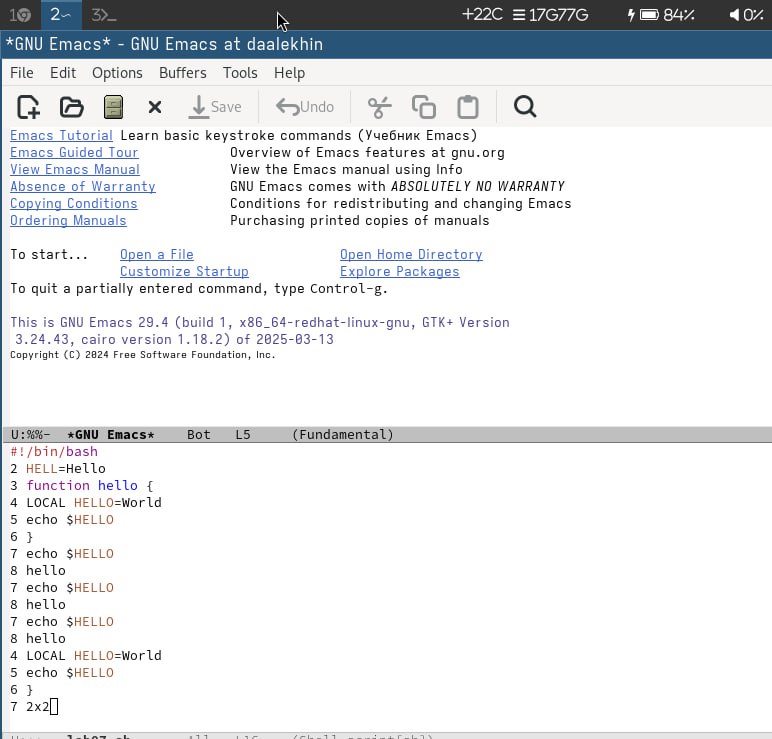 1 2 3 +22C 17G77G 84% 0%
*GNU Emacs* - GNU Emacs at daalekhin
File Edit Options Buffers Tools Help
Save Undo
Emacs Tutorial Learn basic keystroke commands (Учебник Emacs)
Emacs Guided Tour Overview of Emacs features at gnu.org
View Emacs Manual View the Emacs manual using Info
Absence of Warranty GNU Emacs comes with ABSOLUTELY NO WARRANTY
Copying Conditions Conditions for redistributing and changing Emacs
Ordering Manuals Purchasing printed copies of manuals
To start... Open a File Open Home Directory
Customize Startup Explore Packages
To quit a partially entered command, type Control-g.
This is GNU Emacs 29.4 (build 1, x86_64-redhat-linux-gnu, GTK+ Version
3.24.43, cairo version 1.18.2) of 2025-03-13
Copyright (C) 2024 Free Software Foundation, Inc.
U:%%- *GNU Emacs* Bot L5 (Fundamental)
#!/bin/bash
2 HELL=Hello
3 function hello {
4 LOCAL HELLO=World
5 echo $HELLO
6 }
7 echo $HELLO
8 hello
7 echo $HELLO
8 hello
7 echo $HELLO
8 hello
4 LOCAL HELLO=World
5 echo $HELLO
6 }
7 2x2